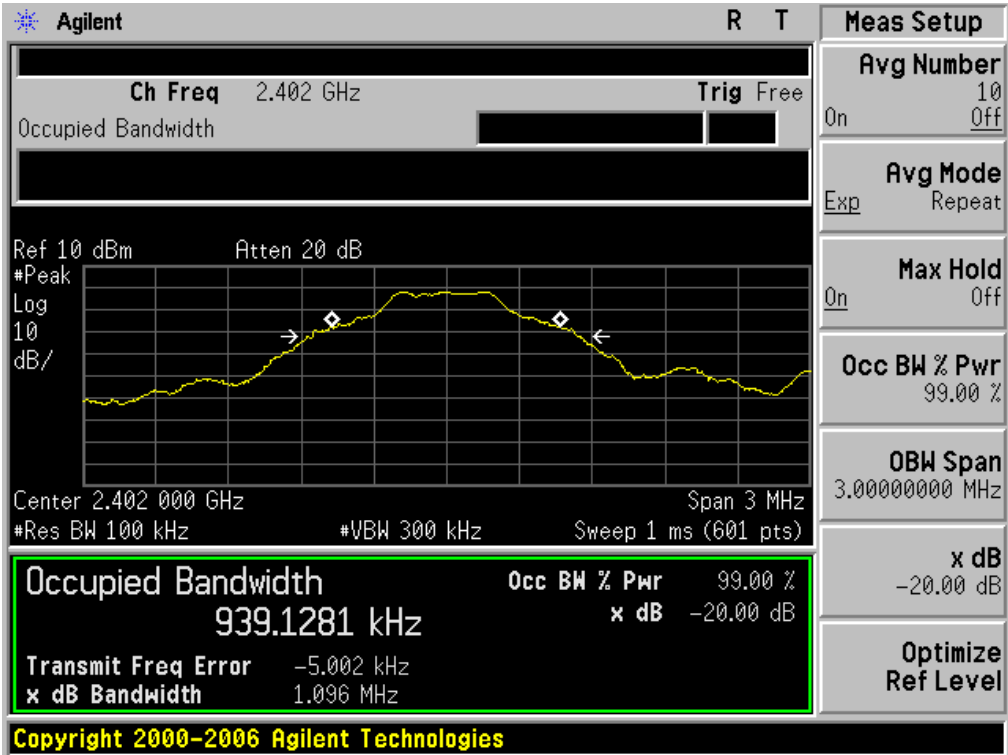 Agilent R T Meas Setup
Ch Freq 2.402 GHz Trig Free
Occupied Bandwidth
Ref 10 dBm Atten 20 dB
#Peak
Log
10
dB/
Center 2.402 000 GHz Span 3 MHz
#Res BW 100 kHz #VBW 300 kHz Sweep 1 ms (601 pts)
Occupied Bandwidth
939.1281 kHz
Occ BW % Pwr 99.00 %
x dB -20.00 dB
Transmit Freq Error -5.002 kHz
x dB Bandwidth 1.096 MHz
Avg Number
10
On Off
Avg Mode
Exp Repeat
Max Hold
On Off
Occ BW % Pwr
99.00 %
OBW Span
3.00000000 MHz
x dB
-20.00 dB
Optimize
Ref Level
Copyright 2000-2006 Agilent Technologies